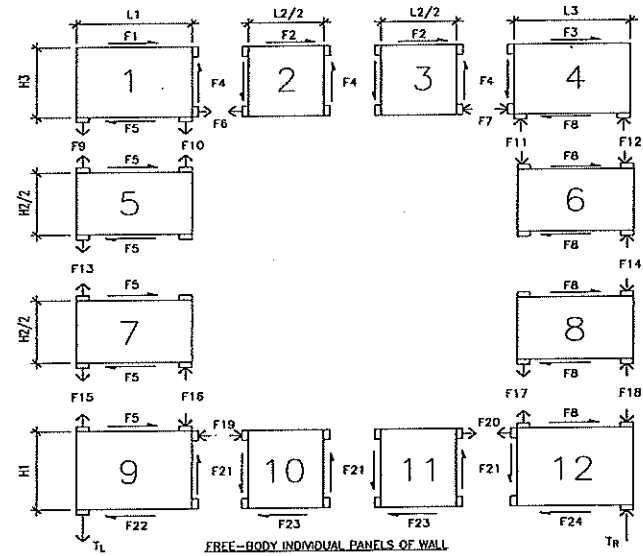 L1 L2/2 L2/2 L3
F1 F2 F2 F3
H3 1 F4 2 F4 3 F4 4
F5 F6 F7 F8
F9 F10 F11 F12
F5 F8
H2/2 5 6
F5 F8
F13 F14
F5 F8
H2/2 7 8
F5 F8
F15 F16 F17 F18
F5 F19 F20 F8
H1 9 F21 10 F21 11 F21 12
F22 F23 F23 F24
TL TR
FREE-BODY INDIVIDUAL PANELS OF WALL